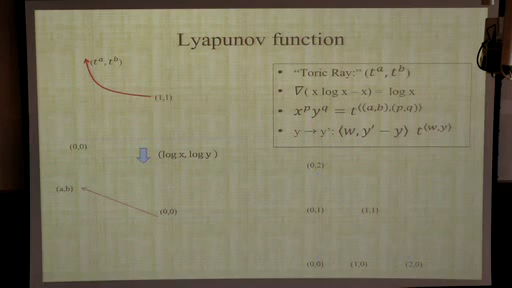 Lyapunov function
(t^a, t^b)
(1,1)
• "Toric Ray:" (t^a, t^b)
• ∇( x log x – x) = log x
• x^p y^q = t^⟨(a,b),(p,q)⟩
• y → y': ⟨w, y' – y⟩ t^⟨w,y⟩
(0,0)
(log x, log y )
(a,b)
(0,0)
(0,2)
(0,1) (1,1)
(0,0) (1,0) (2,0)